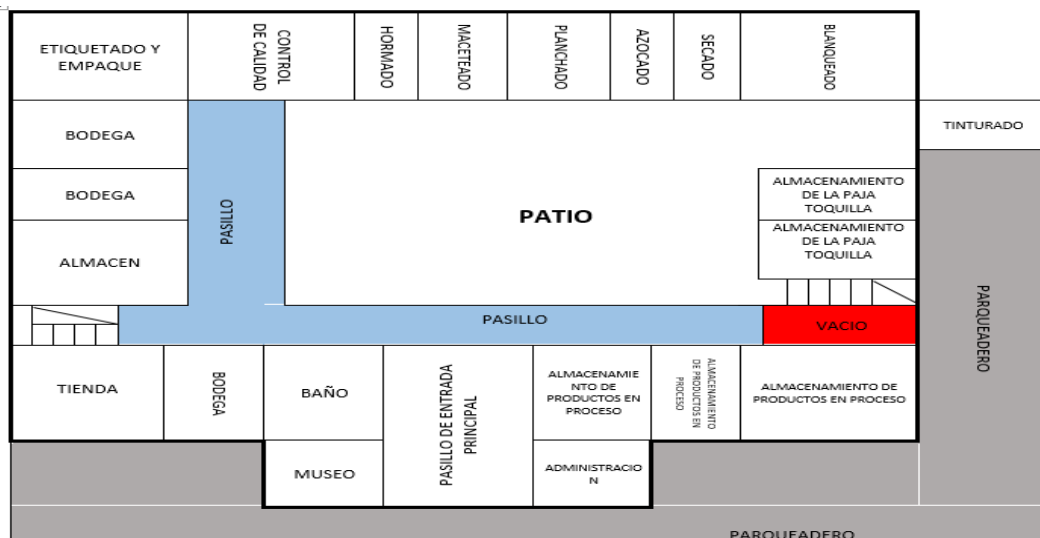 ETIQUETADO Y
EMPAQUE
CONTROL
DE CALIDAD
HORMADO
MACETEADO
PLANCHADO
AZOCADO
SECADO
BLANQUEADO
BODEGA
TINTURADO
BODEGA
PASILLO
PATIO
ALMACENAMIENTO
DE LA PAJA
TOQUILLA
ALMACEN
ALMACENAMIENTO
DE LA PAJA
TOQUILLA
PASILLO
VACIO
PARQUEADERO
TIENDA
BODEGA
BAÑO
PASILLO DE ENTRADA
PRINCIPAL
ALMACENAMIE
NTO DE
PRODUCTOS EN
PROCESO
ALMACENAMIENTO
DE PRODUCTOS EN
PROCESO
ALMACENAMIENTO DE
PRODUCTOS EN PROCESO
MUSEO
ADMINISTRACIO
N
PARQUEADERO